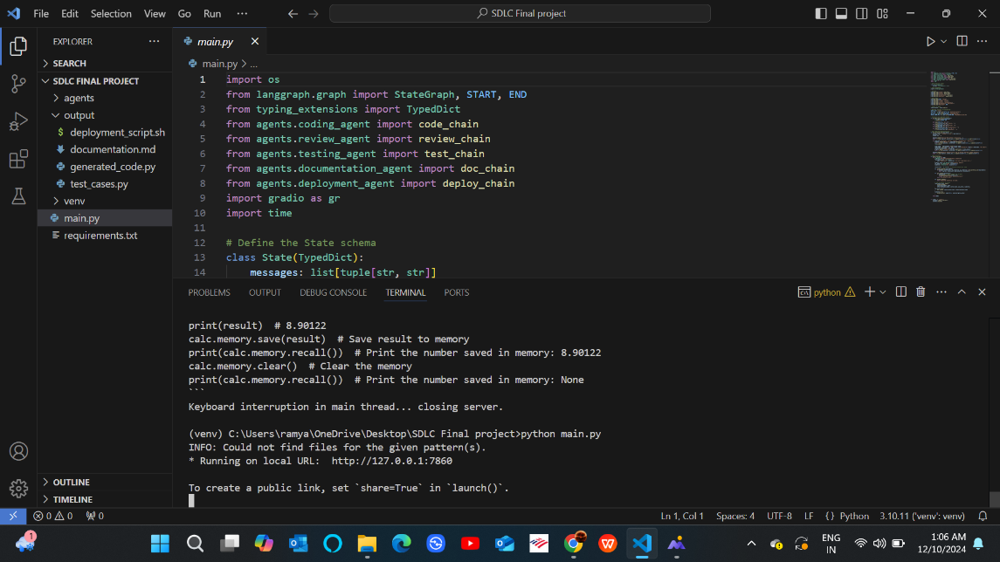 File Edit Selection View Go Run ··· SDLC Final project
EXPLORER
SEARCH
SDLC FINAL PROJECT
agents
output
deployment_script.sh
documentation.md
generated_code.py
test_cases.py
venv
main.py
requirements.txt
OUTLINE
TIMELINE
main.py
main.py > ...
1 import os
2 from langgraph.graph import StateGraph, START, END
3 from typing_extensions import TypedDict
4 from agents.coding_agent import code_chain
5 from agents.review_agent import review_chain
6 from agents.testing_agent import test_chain
7 from agents.documentation_agent import doc_chain
8 from agents.deployment_agent import deploy_chain
9 import gradio as gr
10 import time
11
12 # Define the State schema
13 class State(TypedDict):
14 messages: list[tuple[str, str]]
PROBLEMS OUTPUT DEBUG CONSOLE TERMINAL PORTS python
print(result)  # 8.90122
calc.memory.save(result)  # Save result to memory
print(calc.memory.recall())  # Print the number saved in memory: 8.90122
calc.memory.clear()  # Clear the memory
print(calc.memory.recall())  # Print the number saved in memory: None
```
Keyboard interruption in main thread... closing server.
(venv) C:\Users\ramya\OneDrive\Desktop\SDLC Final project>python main.py
INFO: Could not find files for the given pattern(s).
* Running on local URL:  http://127.0.0.1:7860
To create a public link, set `share=True` in `launch()`.
0 0 0 Ln 1, Col 1 Spaces: 4 UTF-8 LF {} Python 3.10.11 ('venv': venv)
1
ENG
IN
1:06 AM
12/10/2024